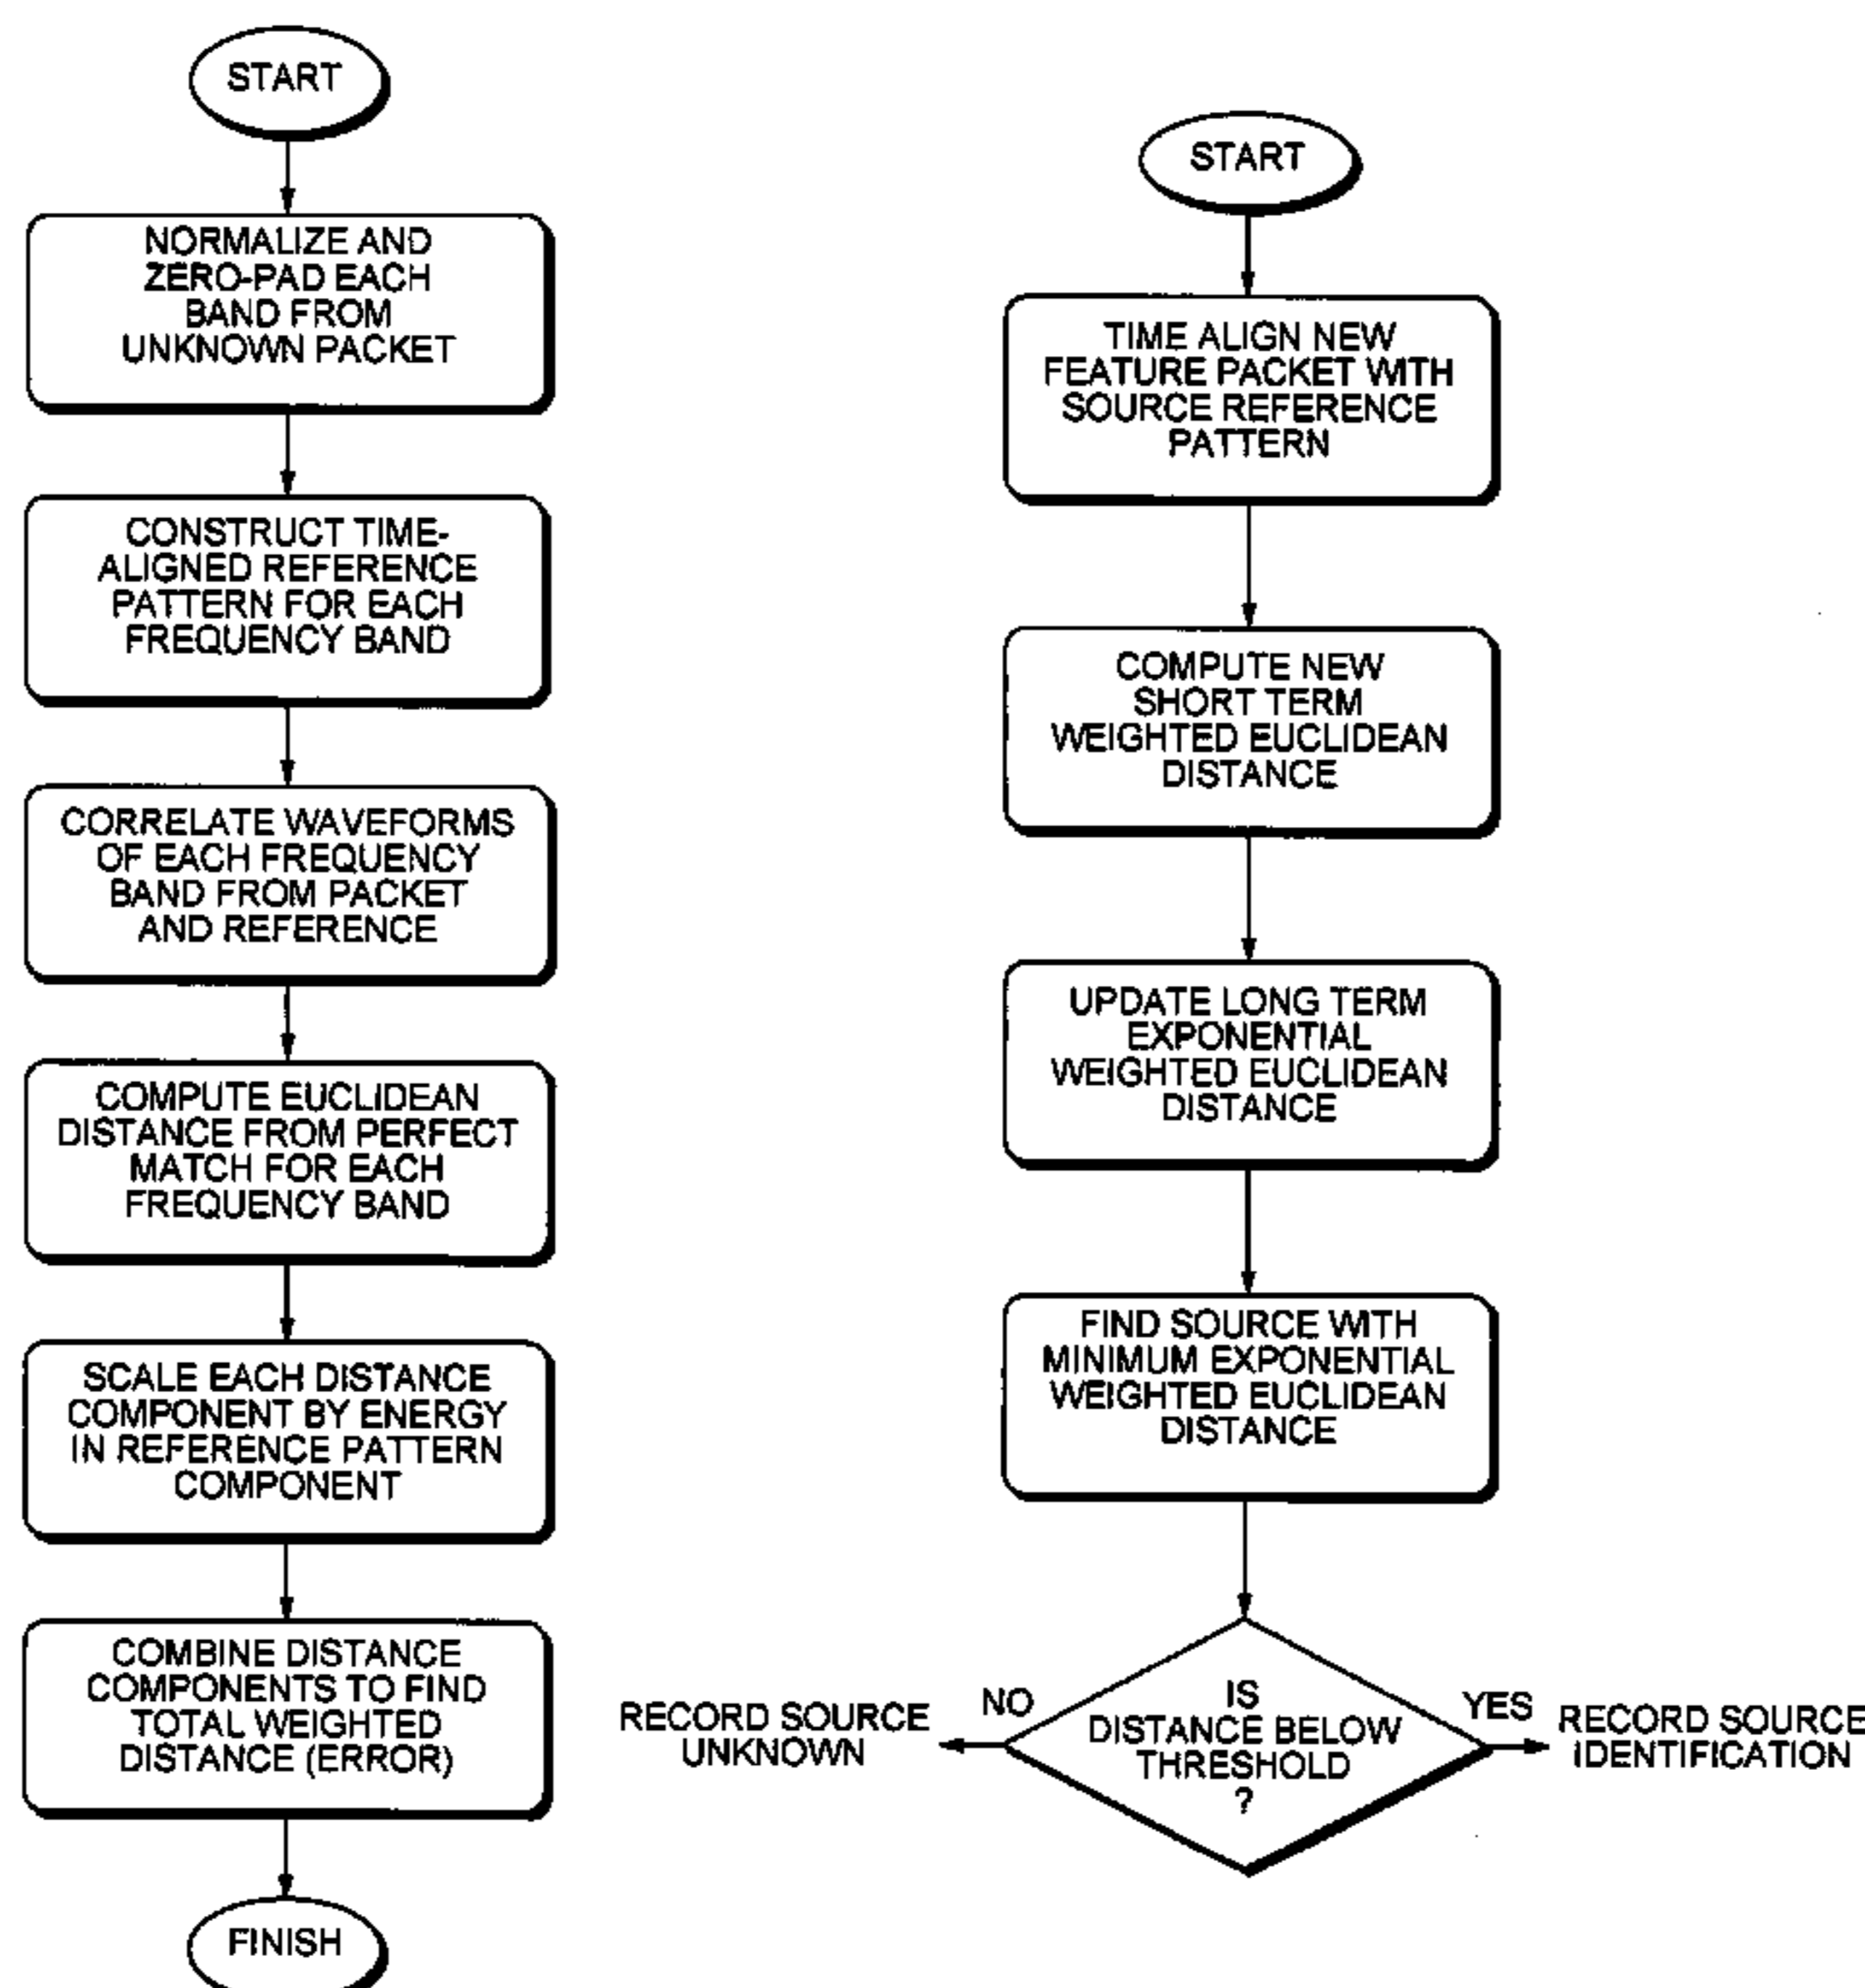 START
NORMALIZE AND
ZERO-PAD EACH
BAND FROM
UNKNOWN PACKET
CONSTRUCT TIME-
ALIGNED REFERENCE
PATTERN FOR EACH
FREQUENCY BAND
CORRELATE WAVEFORMS
OF EACH FREQUENCY
BAND FROM PACKET
AND REFERENCE
COMPUTE EUCLIDEAN
DISTANCE FROM PERFECT
MATCH FOR EACH
FREQUENCY BAND
SCALE EACH DISTANCE
COMPONENT BY ENERGY
IN REFERENCE PATTERN
COMPONENT
COMBINE DISTANCE
COMPONENTS TO FIND
TOTAL WEIGHTED
DISTANCE (ERROR)
FINISH
START
TIME ALIGN NEW
FEATURE PACKET WITH
SOURCE REFERENCE
PATTERN
COMPUTE NEW
SHORT TERM
WEIGHTED EUCLIDEAN
DISTANCE
UPDATE LONG TERM
EXPONENTIAL
WEIGHTED EUCLIDEAN
DISTANCE
FIND SOURCE WITH
MINIMUM EXPONENTIAL
WEIGHTED EUCLIDEAN
DISTANCE
IS
DISTANCE BELOW
THRESHOLD
?
NO
RECORD SOURCE
UNKNOWN
YES
RECORD SOURCE
IDENTIFICATION